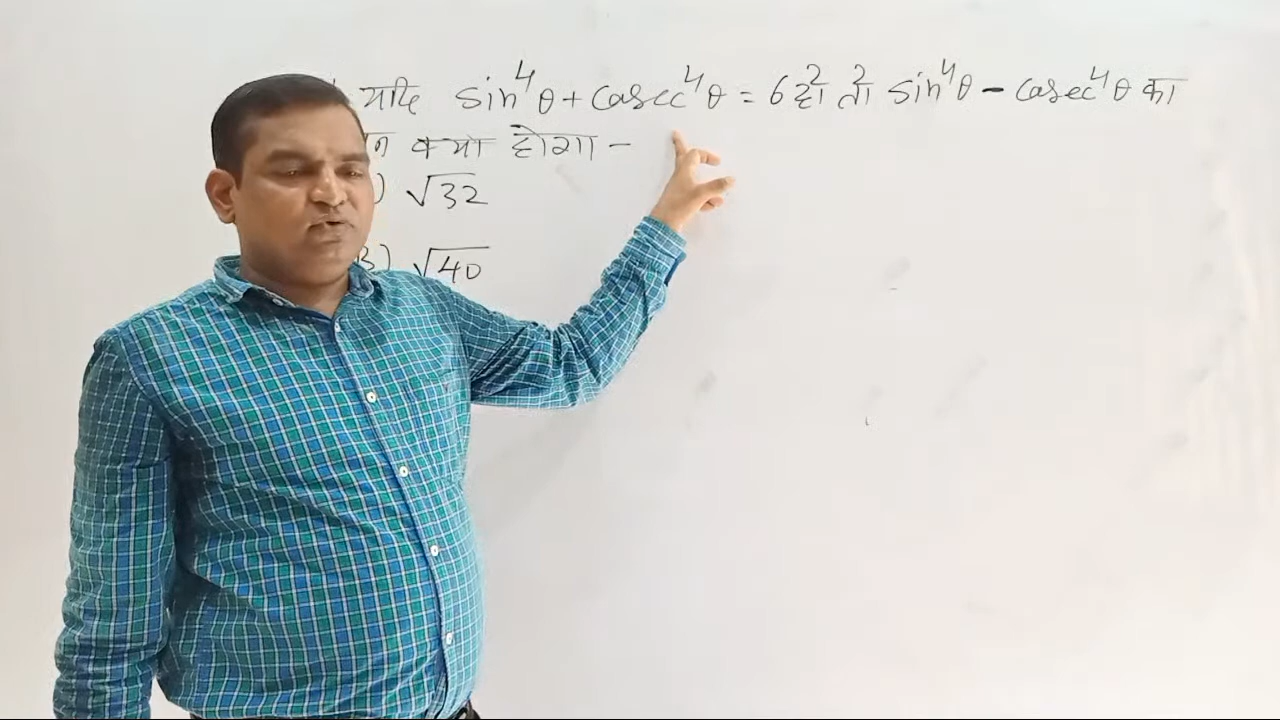 यदि sin⁴θ + cosec⁴θ = 6 हो तो sin⁴θ - cosec⁴θ का
न क्या होगा -
) √32
B) √40